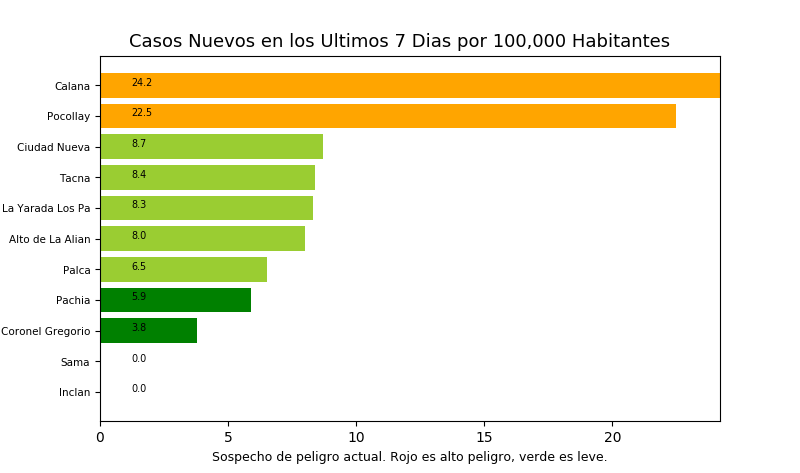 Casos Nuevos en los Ultimos 7 Dias por 100,000 Habitantes
Calana 24.2
Pocollay 22.5
Ciudad Nueva 8.7
Tacna 8.4
La Yarada Los Pa 8.3
Alto de La Alian 8.0
Palca 6.5
Pachia 5.9
Coronel Gregorio 3.8
Sama 0.0
Inclan 0.0
0 5 10 15 20
Sospecho de peligro actual. Rojo es alto peligro, verde es leve.